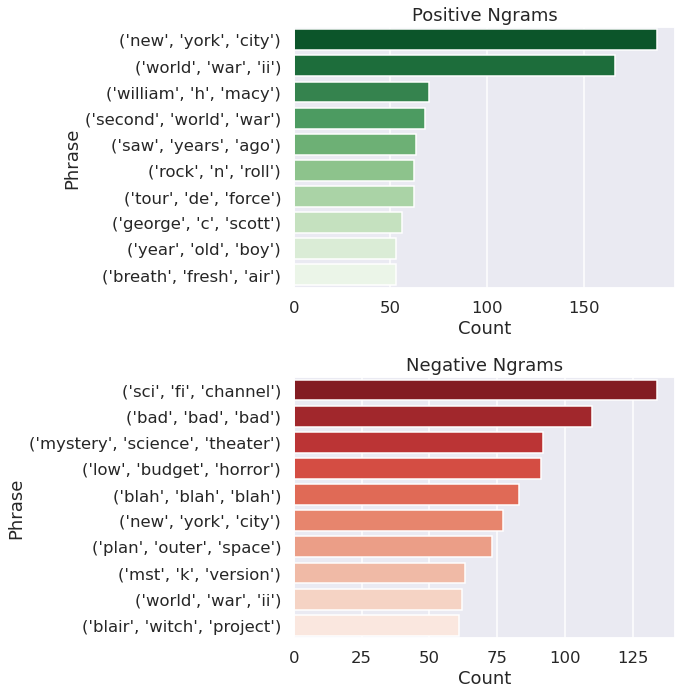 Positive Ngrams
Phrase
('new', 'york', 'city')
('world', 'war', 'ii')
('william', 'h', 'macy')
('second', 'world', 'war')
('saw', 'years', 'ago')
('rock', 'n', 'roll')
('tour', 'de', 'force')
('george', 'c', 'scott')
('year', 'old', 'boy')
('breath', 'fresh', 'air')
0 50 100 150
Count
Negative Ngrams
Phrase
('sci', 'fi', 'channel')
('bad', 'bad', 'bad')
('mystery', 'science', 'theater')
('low', 'budget', 'horror')
('blah', 'blah', 'blah')
('new', 'york', 'city')
('plan', 'outer', 'space')
('mst', 'k', 'version')
('world', 'war', 'ii')
('blair', 'witch', 'project')
0 25 50 75 100 125
Count